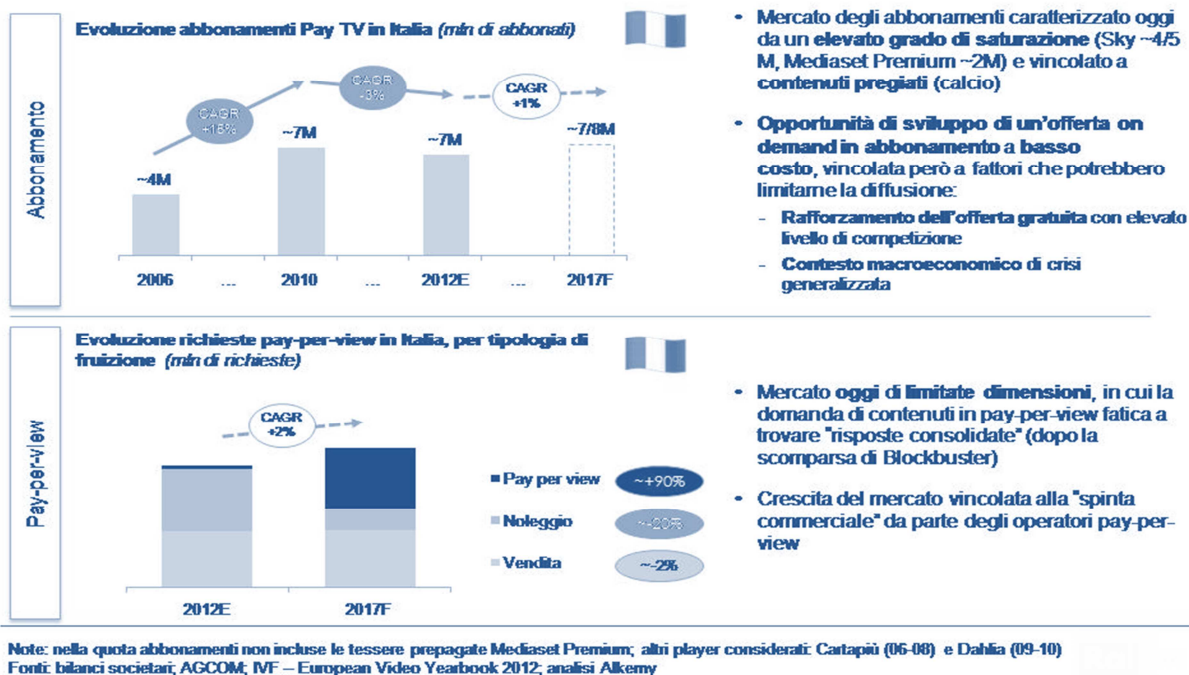 Abbonamento
Evoluzione abbonamenti Pay TV in Italia (mln di abbonati)
CAGR
+15%
CAGR
-3%
CAGR
+1%
~4M
~7M
~7M
~7/8M
2006
...
2010
...
2012E
...
2017F
• Mercato degli abbonamenti caratterizzato oggi
da un elevato grado di saturazione (Sky ~4/5
M, Mediaset Premium ~2M) e vincolato a
contenuti pregiati (calcio)
• Opportunità di sviluppo di un'offerta on
demand in abbonamento a basso
costo, vincolata però a fattori che potrebbero
limitarne la diffusione:
- Rafforzamento dell'offerta gratuita con elevato
livello di competizione
- Contesto macroeconomico di crisi
generalizzata
Pay-per-view
Evoluzione richieste pay-per-view in Italia, per tipologia di
fruizione (mln di richieste)
CAGR
+2%
2012E
2017F
Pay per view
~+90%
Noleggio
~-20%
Vendita
~-2%
• Mercato oggi di limitate dimensioni, in cui la
domanda di contenuti in pay-per-view fatica a
trovare "risposte consolidate" (dopo la
scomparsa di Blockbuster)
• Crescita del mercato vincolata alla "spinta
commerciale" da parte degli operatori pay-per-
view
Note: nella quota abbonamenti non incluse le tessere prepagate Mediaset Premium; altri player considerati: Cartapiù (06-08) e Dahlia (09-10)
Fonti: bilanci societari; AGCOM; IVF – European Video Yearbook 2012; analisi Alkemy